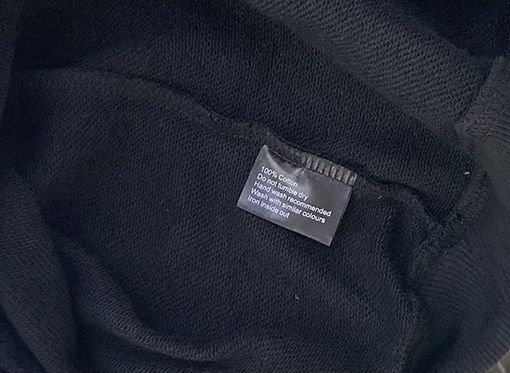 100% Cotton
Do not tumble dry
Hand wash recommended
Wash with similar colours
Iron inside out